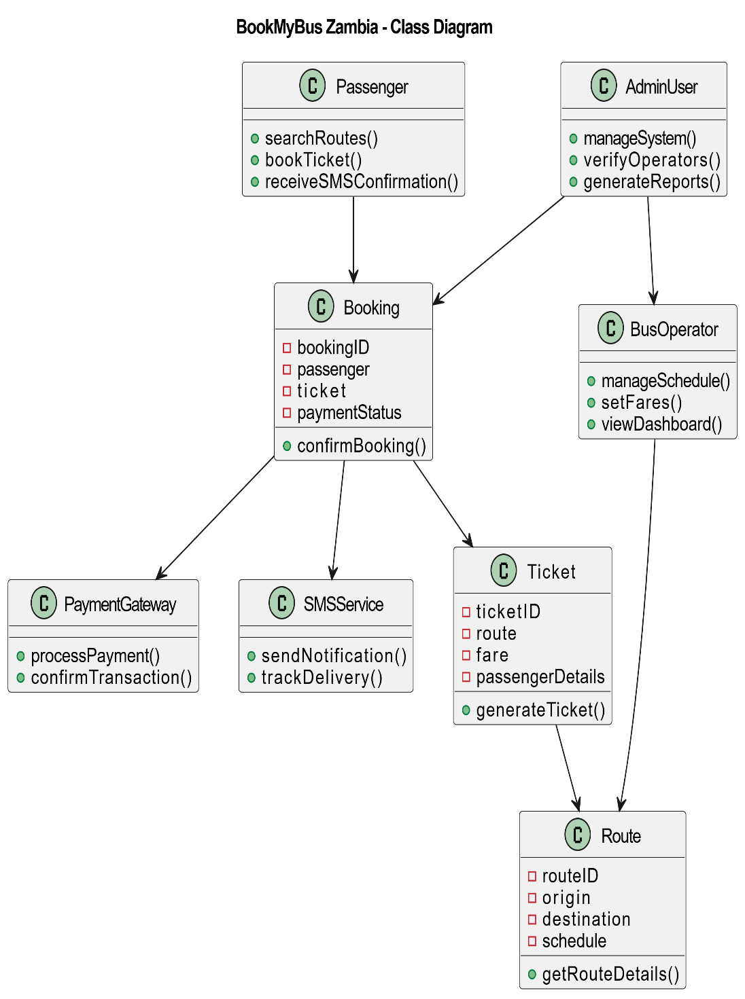 BookMyBus Zambia - Class Diagram
C Passenger
searchRoutes()
bookTicket()
receiveSMSConfirmation()
C AdminUser
manageSystem()
verifyOperators()
generateReports()
C Booking
bookingID
passenger
ticket
paymentStatus
confirmBooking()
C BusOperator
manageSchedule()
setFares()
viewDashboard()
C PaymentGateway
processPayment()
confirmTransaction()
C SMSService
sendNotification()
trackDelivery()
C Ticket
ticketID
route
fare
passengerDetails
generateTicket()
C Route
routeID
origin
destination
schedule
getRouteDetails()